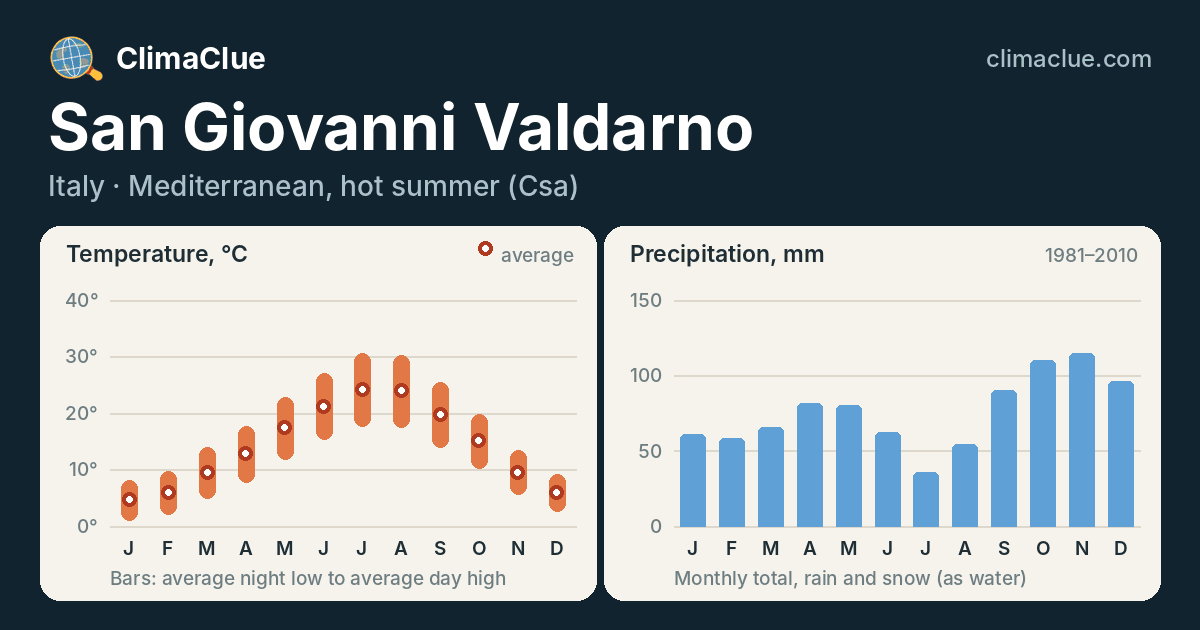 ClimaClue
climaclue.com
San Giovanni Valdarno
Italy · Mediterranean, hot summer (Csa)
Temperature, °C
average
40°
30°
20°
10°
0°
J F M A M J J A S O N D
Bars: average night low to average day high
Precipitation, mm
1981–2010
150
100
50
0
J F M A M J J A S O N D
Monthly total, rain and snow (as water)